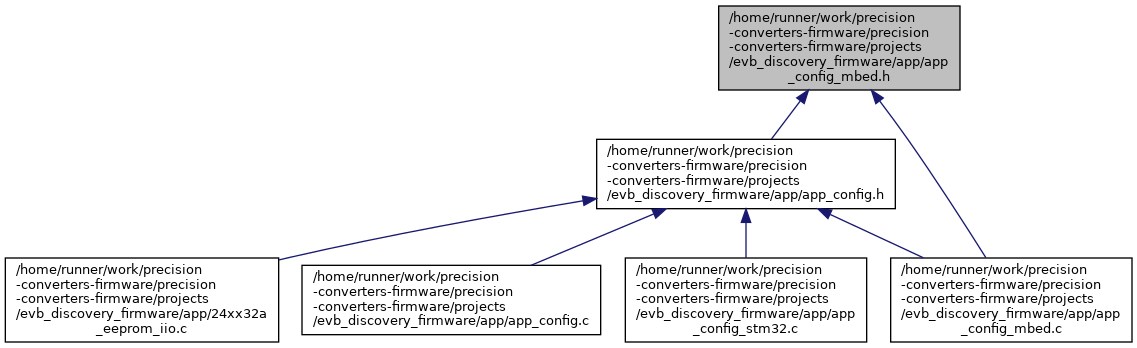 /home/runner/work/precision
-converters-firmware/precision
-converters-firmware/projects
/evb_discovery_firmware/app/app
_config_mbed.h
/home/runner/work/precision
-converters-firmware/precision
-converters-firmware/projects
/evb_discovery_firmware/app/app_config.h
/home/runner/work/precision
-converters-firmware/precision
-converters-firmware/projects
/evb_discovery_firmware/app/24xx32a
_eeprom_iio.c
/home/runner/work/precision
-converters-firmware/precision
-converters-firmware/projects
/evb_discovery_firmware/app/app_config.c
/home/runner/work/precision
-converters-firmware/precision
-converters-firmware/projects
/evb_discovery_firmware/app/app
_config_stm32.c
/home/runner/work/precision
-converters-firmware/precision
-converters-firmware/projects
/evb_discovery_firmware/app/app
_config_mbed.c